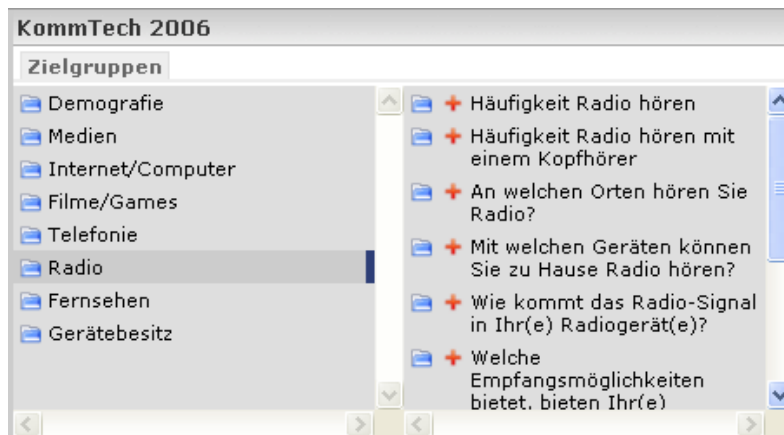 KommTech 2006
Zielgruppen
Demografie
Medien
Internet/Computer
Filme/Games
Telefonie
Radio
Fernsehen
Gerätebesitz
Häufigkeit Radio hören
Häufigkeit Radio hören mit
einem Kopfhörer
An welchen Orten hören Sie
Radio?
Mit welchen Geräten können
Sie zu Hause Radio hören?
Wie kommt das Radio-Signal
in Ihr(e) Radiogerät(e)?
Welche
Empfangsmöglichkeiten
bietet, bieten Ihr(e)